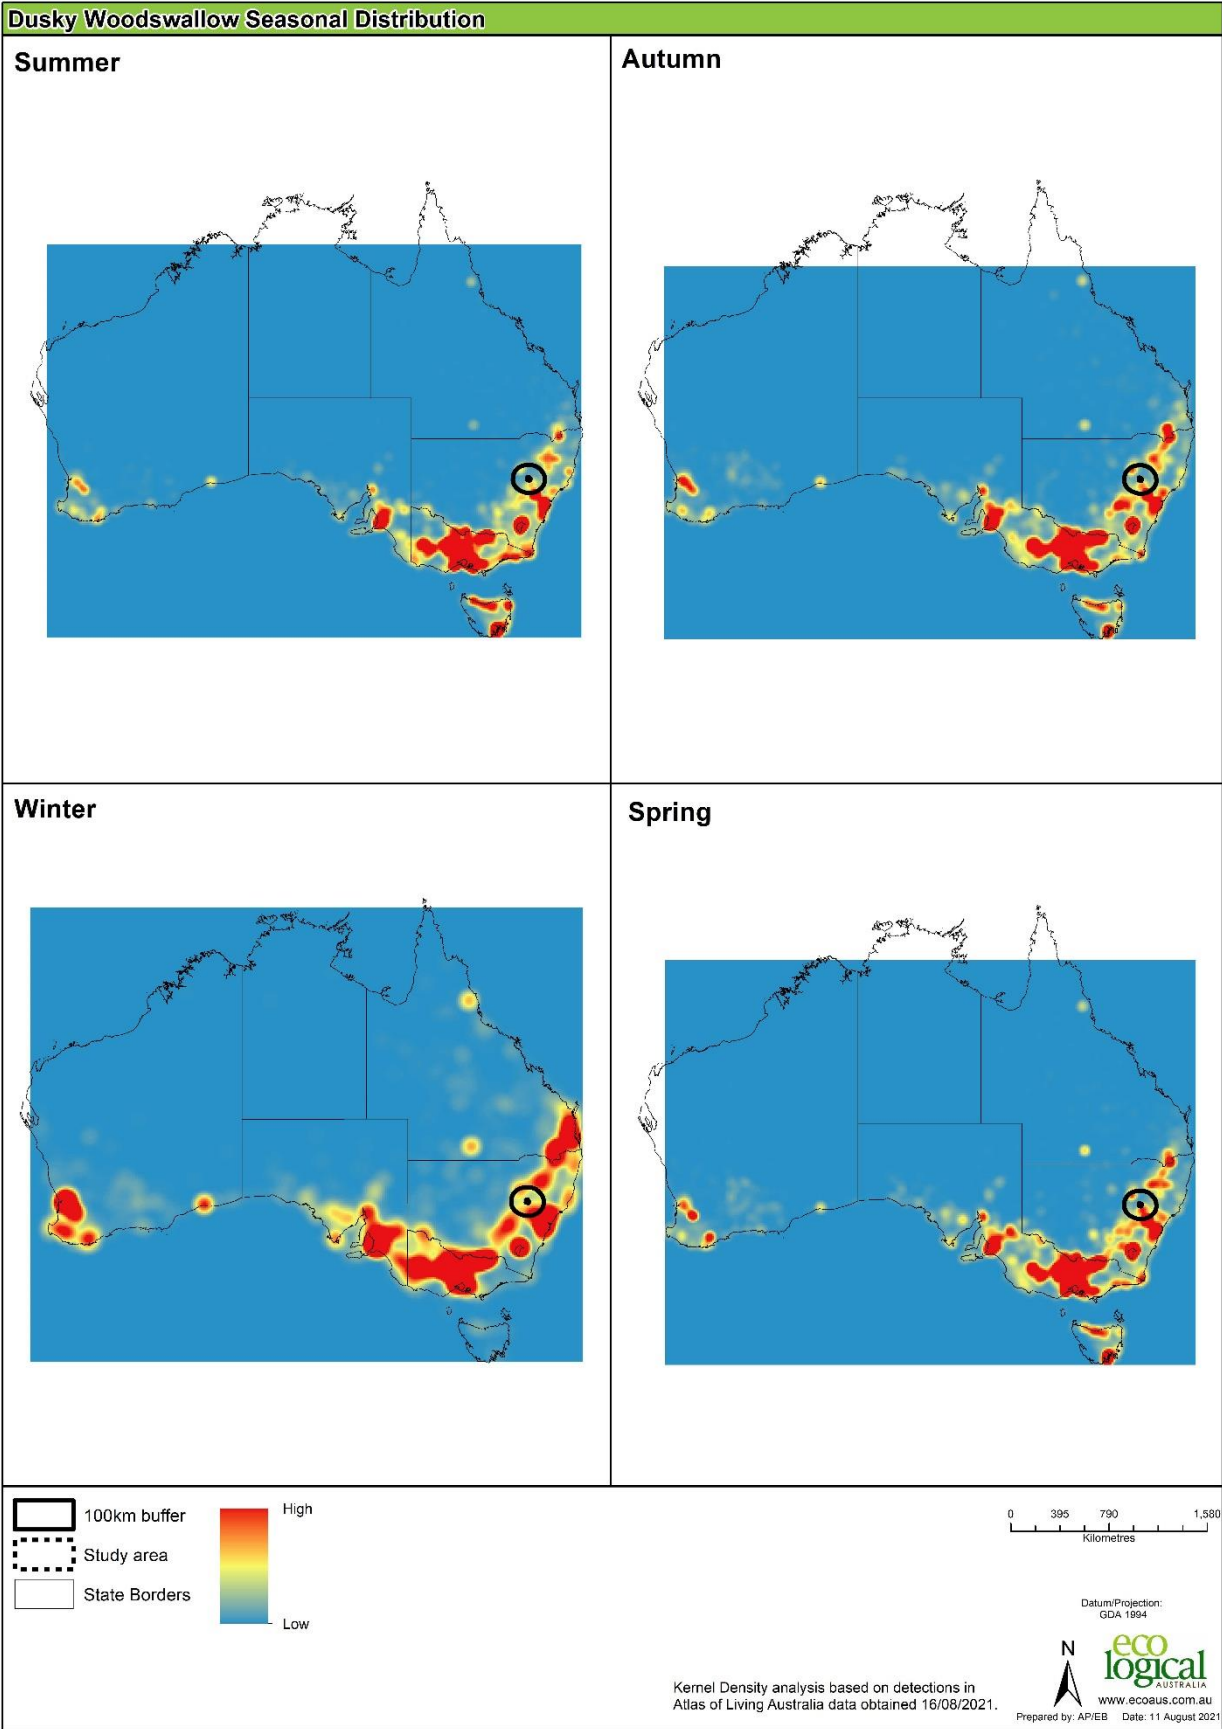 Dusky Woodswallow Seasonal Distribution
Summer
Autumn
Winter
Spring
100km buffer
Study area
State Borders
High
Low
0 395 790 1,580
Kilometres
Datum/Projection:
GDA 1994
N
eco
logical
AUSTRALIA
www.ecoaus.com.au
Kernel Density analysis based on detections in
Atlas of Living Australia data obtained 16/08/2021.
Prepared by: AP/EB Date: 11 August 2021